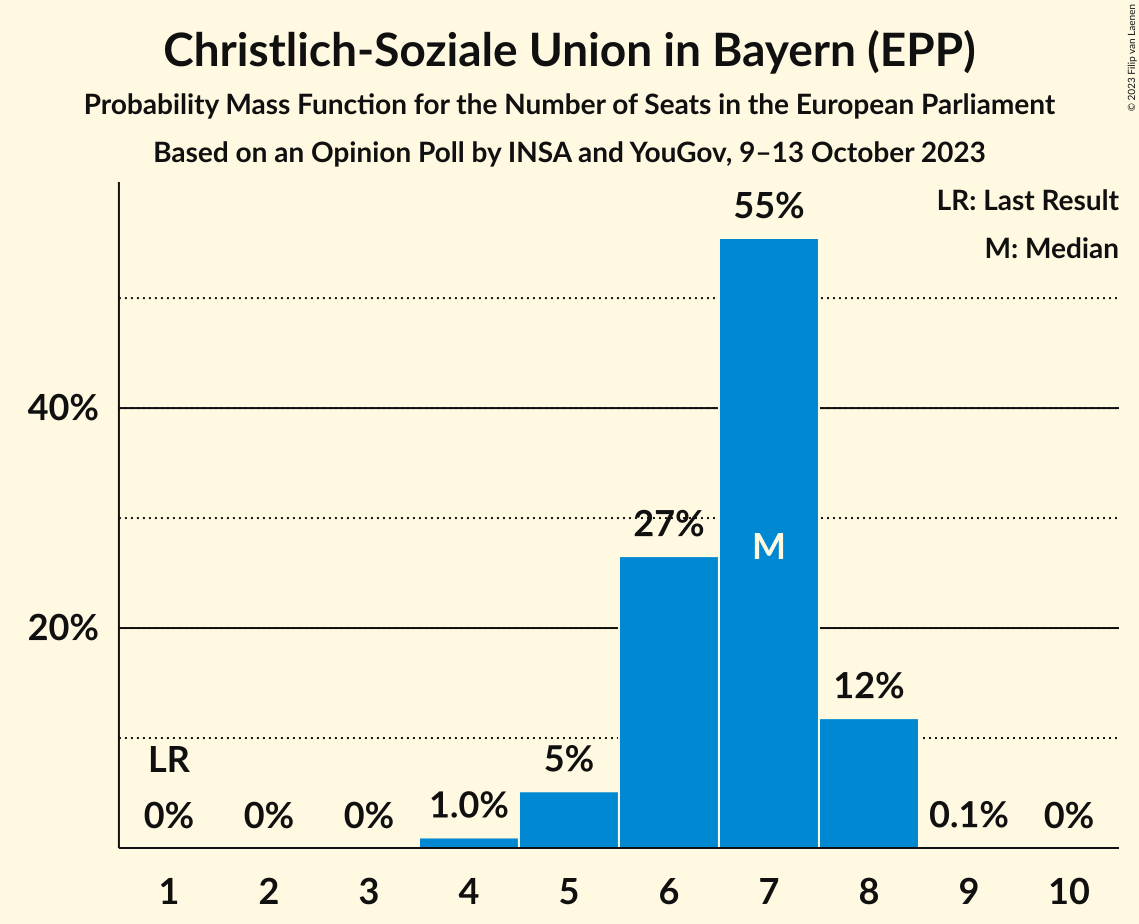 Christlich-Soziale Union in Bayern (EPP)
Probability Mass Function for the Number of Seats in the European Parliament
Based on an Opinion Poll by INSA and YouGov, 9–13 October 2023
© 2023 Filip van Laenen
LR: Last Result
M: Median
55%
40%
27%
M
20%
12%
LR
5%
0% 0% 0% 1.0% 0.1% 0%
1 2 3 4 5 6 7 8 9 10